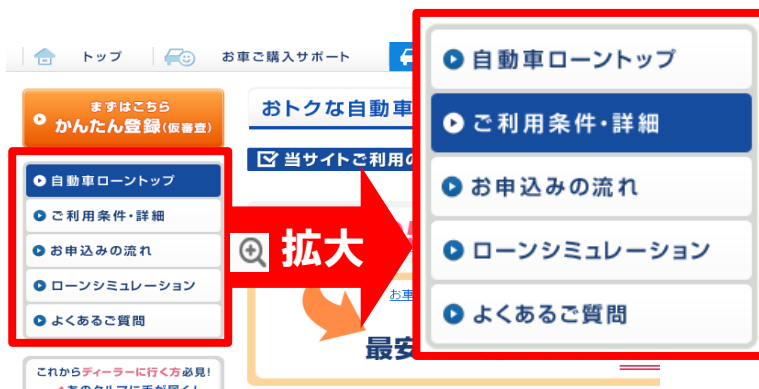 トップ
お車ご購入サポート
まずはこちら
かんたん登録(仮審査)
自動車ローントップ
ご利用条件・詳細
お申込みの流れ
ローンシミュレーション
よくあるご質問
これからディーラーに行く方必見!
おトクな自動車
当サイトご利用の
拡大
お車
最安
自動車ローントップ
ご利用条件・詳細
お申込みの流れ
ローンシミュレーション
よくあるご質問